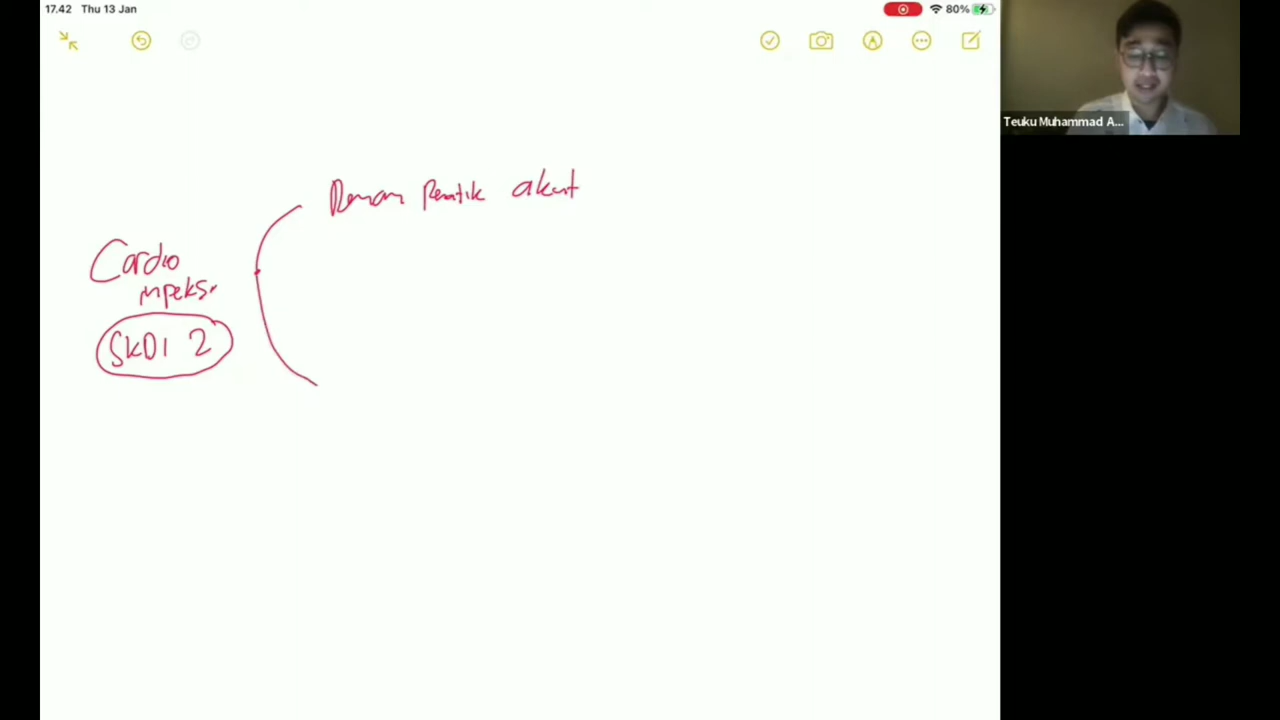 17.42 Thu 13 Jan
80%
Teuku Muhammad A...
Demam Rematik akut
Cardio
infeksi
SKDI 2